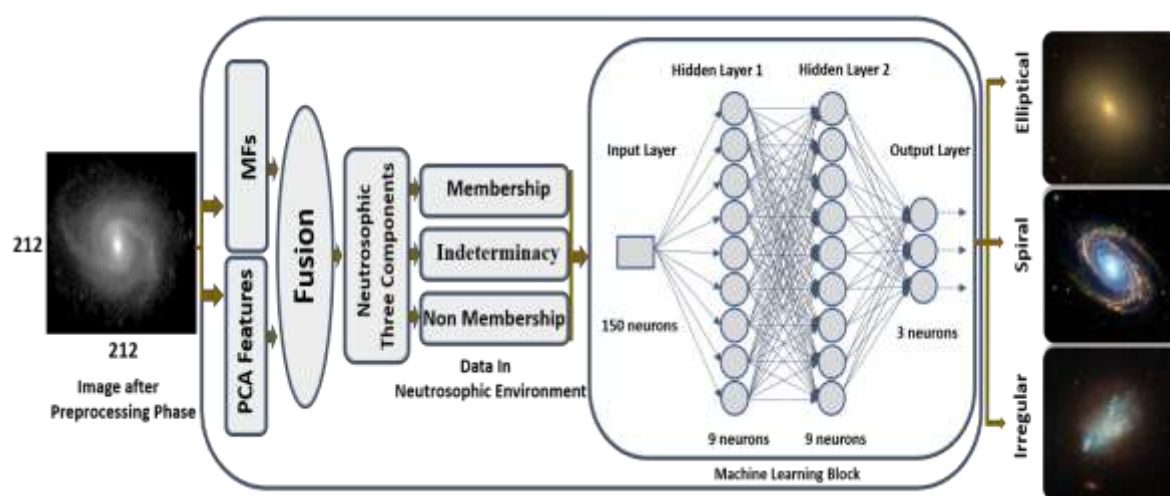 212
212
Image after
Preprocessing Phase
MFs
PCA Features
Fusion
Neutrosophic
Three Components
Membership
Indeterminacy
Non Membership
Data In
Neutrosophic Environment
Hidden Layer 1
Hidden Layer 2
Input Layer
Output Layer
150 neurons
3 neurons
9 neurons
9 neurons
Machine Learning Block
Elliptical
Spiral
Irregular